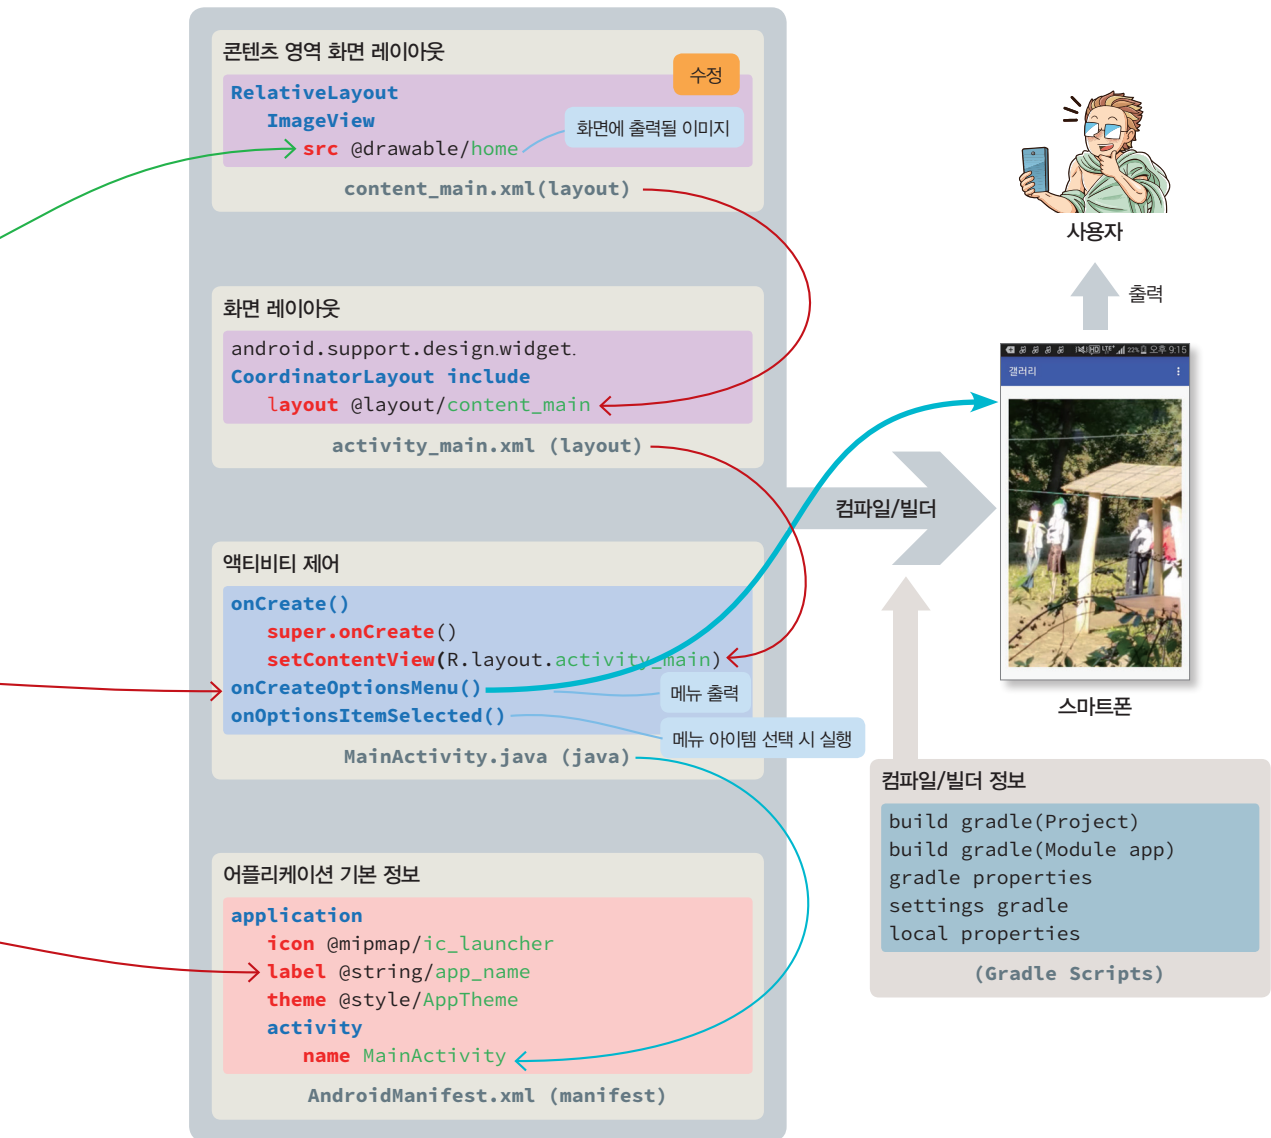 콘텐츠 영역 화면 레이아웃
수정
RelativeLayout
ImageView
화면에 출력될 이미지
src @drawable/home
content_main.xml(layout)
화면 레이아웃
android.support.design.widget.
CoordinatorLayout include
layout @layout/content_main
activity_main.xml (layout)
액티비티 제어
onCreate()
super.onCreate()
setContentView(R.layout.activity_main)
onCreateOptionsMenu()
메뉴 출력
onOptionsItemSelected()
메뉴 아이템 선택 시 실행
MainActivity.java (java)
어플리케이션 기본 정보
application
icon @mipmap/ic_launcher
label @string/app_name
theme @style/AppTheme
activity
name MainActivity
AndroidManifest.xml (manifest)
컴파일/빌더
사용자
출력
22% 오후 9:15
갤러리
스마트폰
컴파일/빌더 정보
build gradle(Project)
build gradle(Module app)
gradle properties
settings gradle
local properties
(Gradle Scripts)